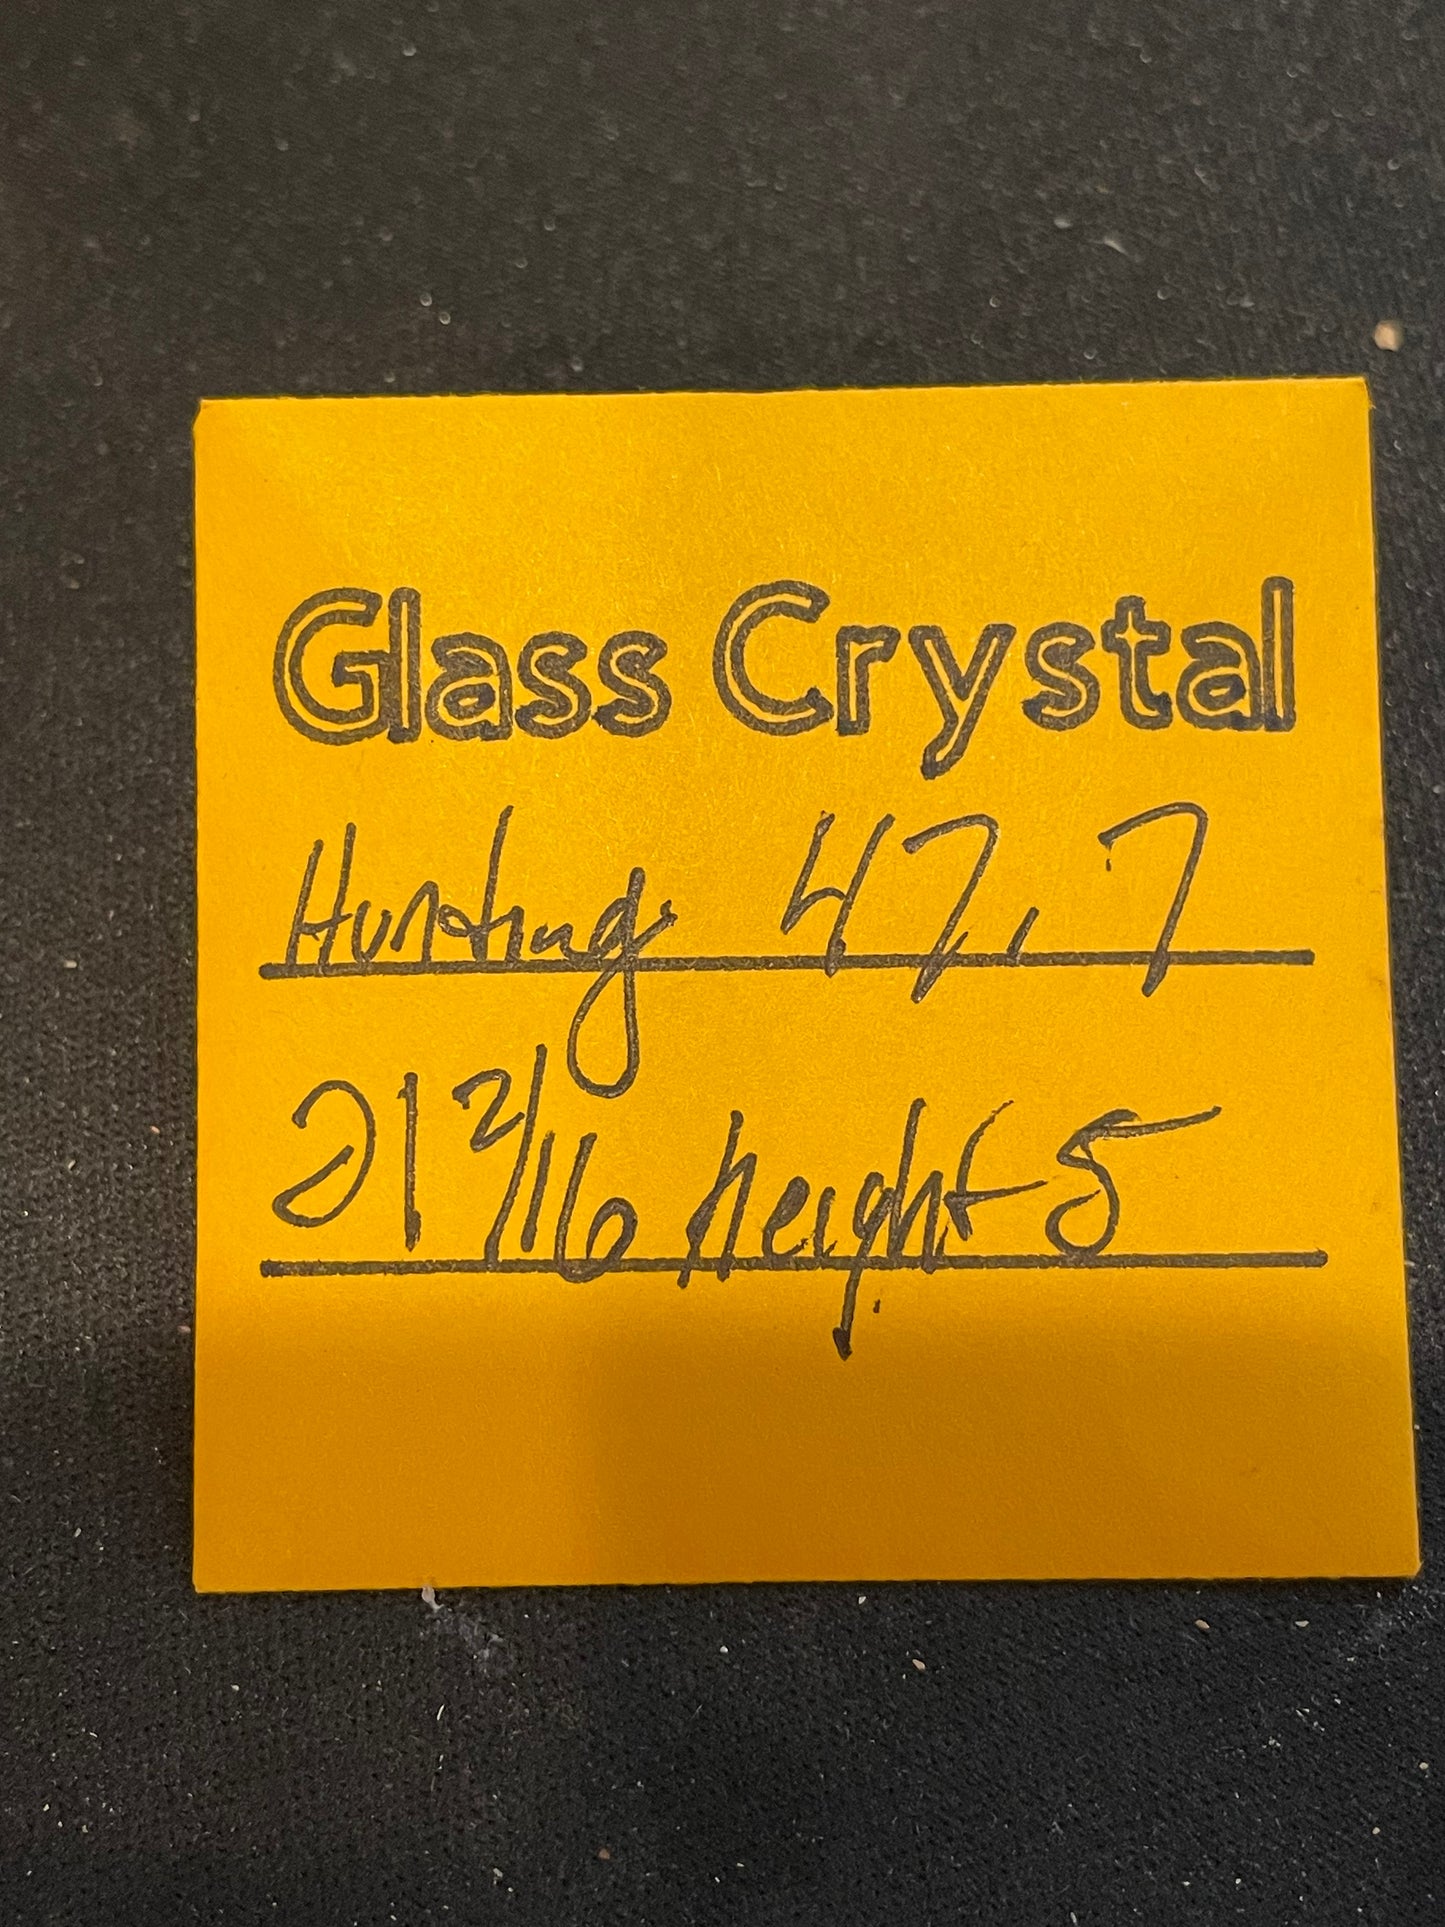 Glass Crystal
Hunting 47.7
21 2/16 height 5